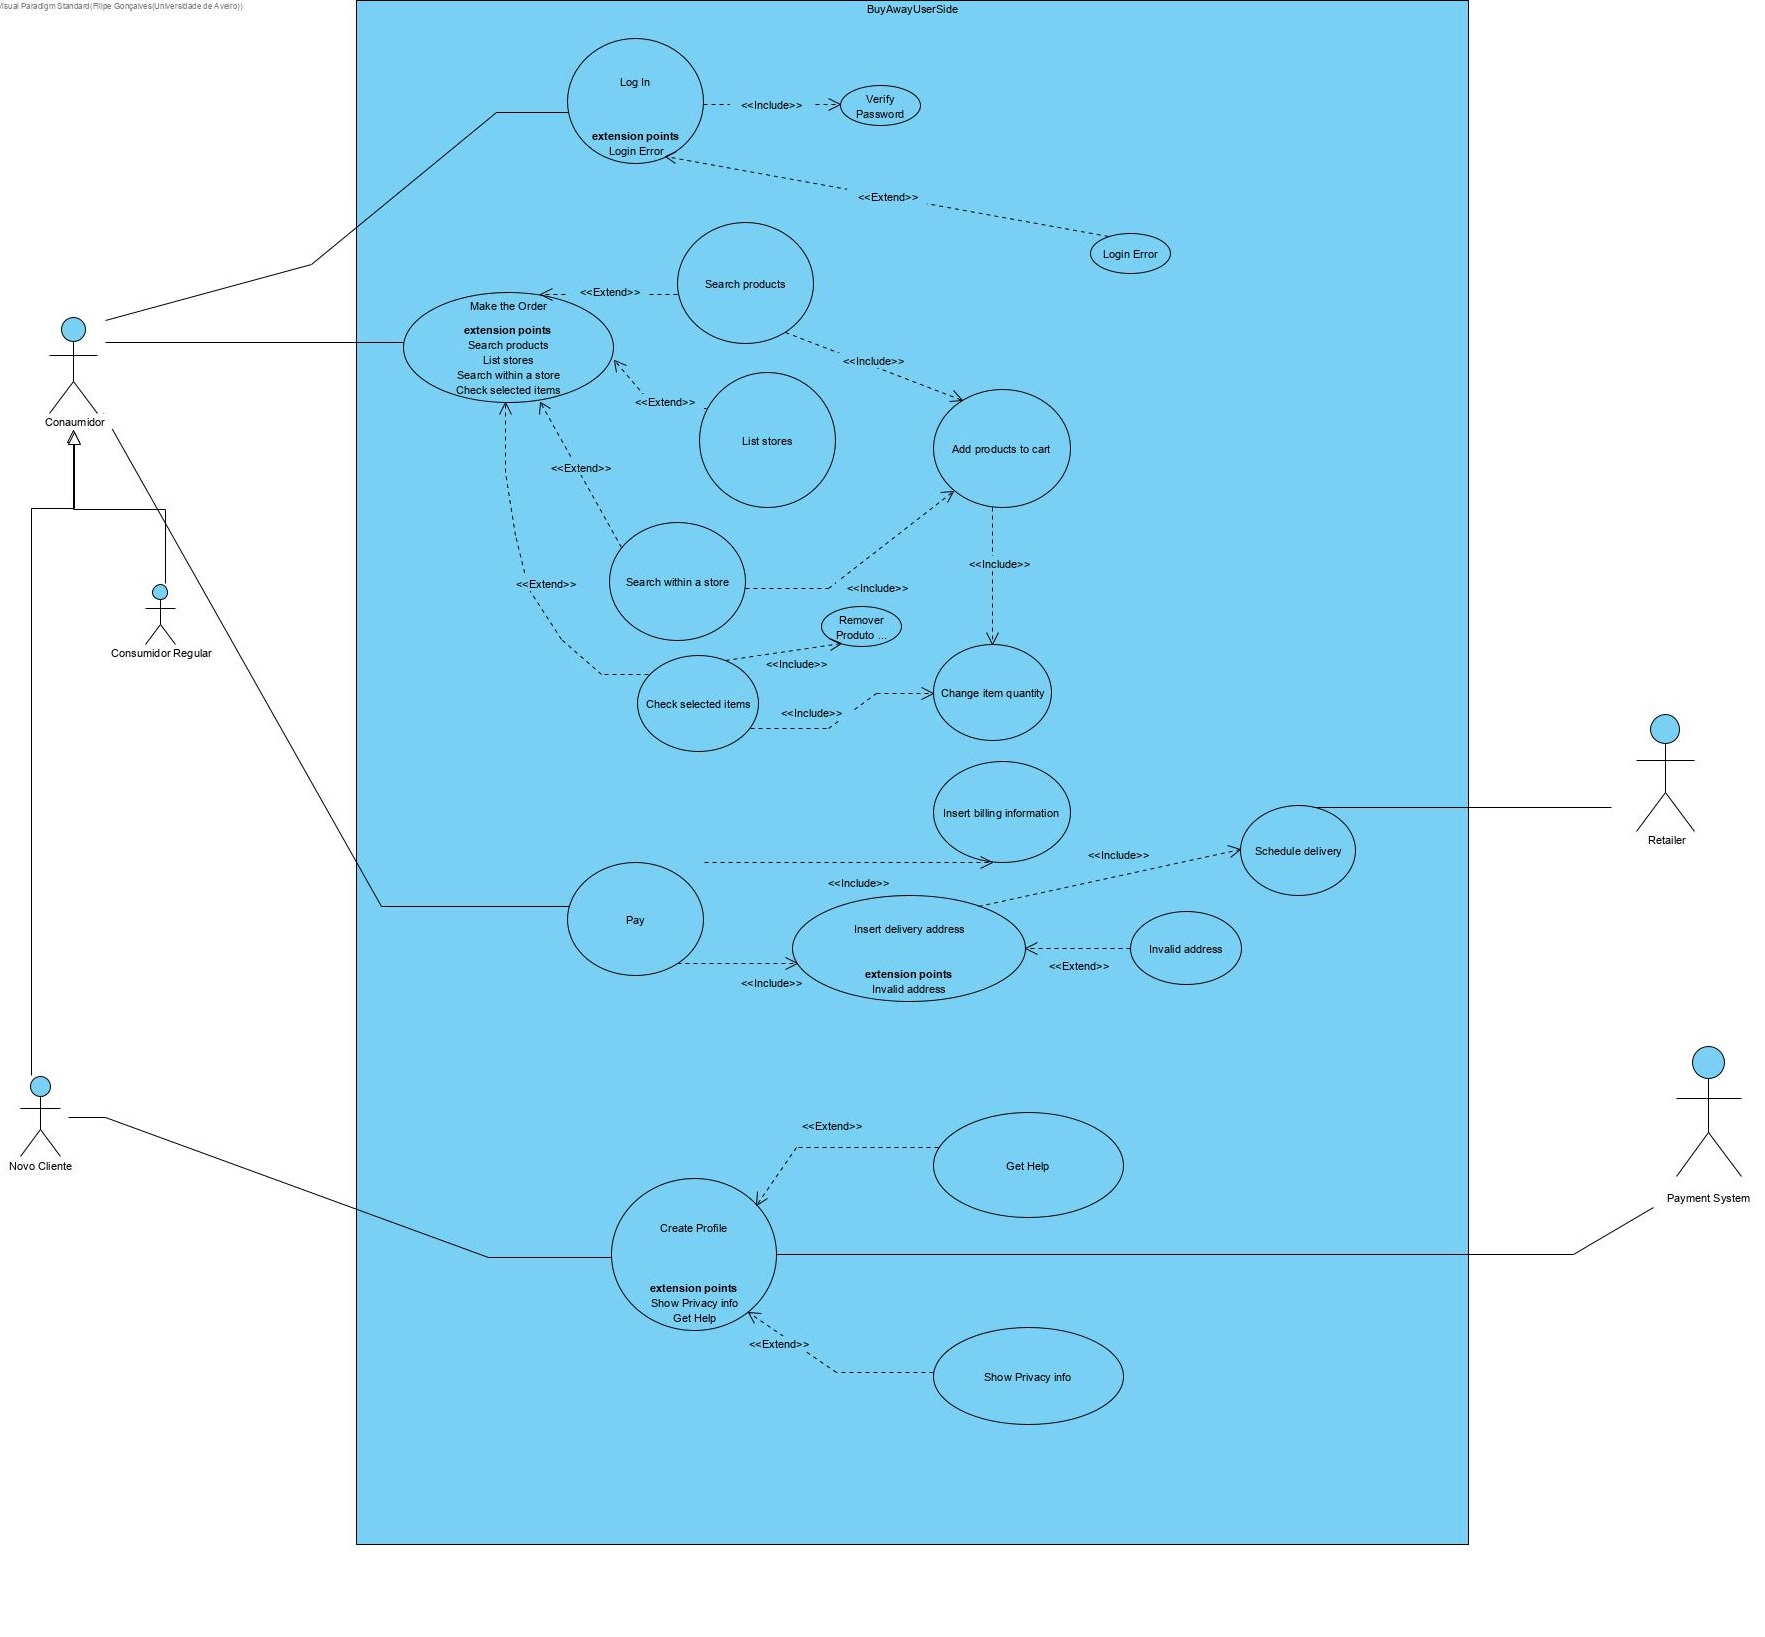 Visual Paradigm Standard(Filipe Gonçalves(Universidade de Aveiro))
BuyAwayUserSide
Log In
extension points
Login Error
<<Include>>
Verify
Password
<<Extend>>
Login Error
Search products
<<Extend>>
Make the Order
extension points
Search products
List stores
Search within a store
Check selected items
<<Include>>
<<Extend>>
List stores
Add products to cart
Conaumidor
<<Extend>>
<<Include>>
<<Extend>>
Search within a store
<<Include>>
Remover
Produto ...
Consumidor Regular
<<Include>>
Check selected items
Change item quantity
<<Include>>
Insert billing information
Retailer
Schedule delivery
<<Include>>
<<Include>>
Pay
Insert delivery address
extension points
Invalid address
Invalid address
<<Extend>>
<<Include>>
Novo Cliente
<<Extend>>
Get Help
Payment System
Create Profile
extension points
Show Privacy info
Get Help
<<Extend>>
Show Privacy info